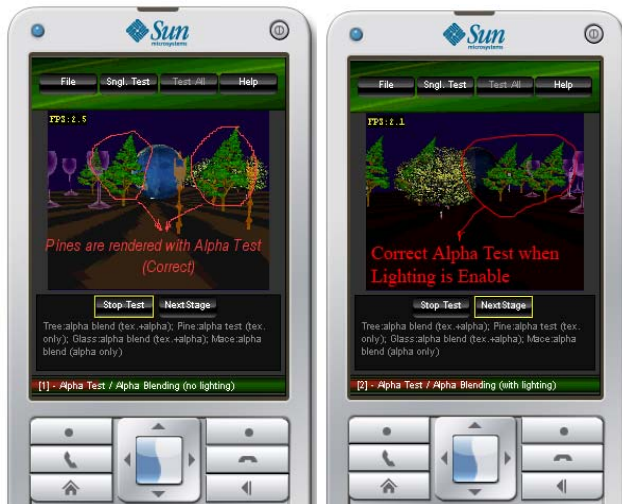 Sun
microsystems
File Sngl. Test Test All Help
FPS:2.5
Pines are rendered with Alpha Test
(Correct)
Stop Test Next Stage
Tree:alpha blend (tex.+alpha); Pine:alpha test (tex.
only); Glass:alpha blend (tex.+alpha); Mace:alpha
blend (alpha only)
[1] - Alpha Test / Alpha Blending (no lighting)
Sun
microsystems
File Sngl. Test Test All Help
FPS:2.1
Correct Alpha Test when
Lighting is Enable
Stop Test Next Stage
Tree:alpha blend (tex.+alpha); Pine:alpha test (tex.
only); Glass:alpha blend (tex.+alpha); Mace:alpha
blend (alpha only)
[2] - Alpha Test / Alpha Blending (with lighting)